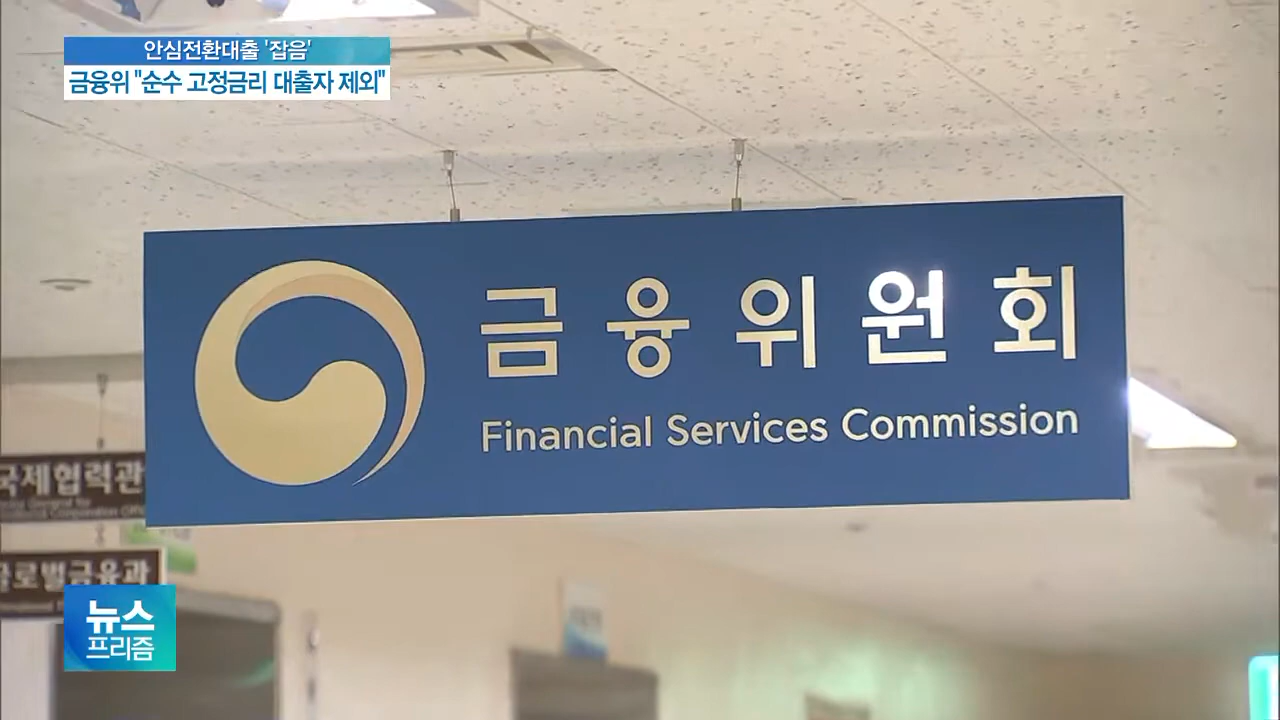 안심전환대출 '잡음'
금융위 "순수 고정금리 대출자 제외"
금융위원회
Financial Services Commission
국제협력관
글로벌금융과
뉴스
프리즘